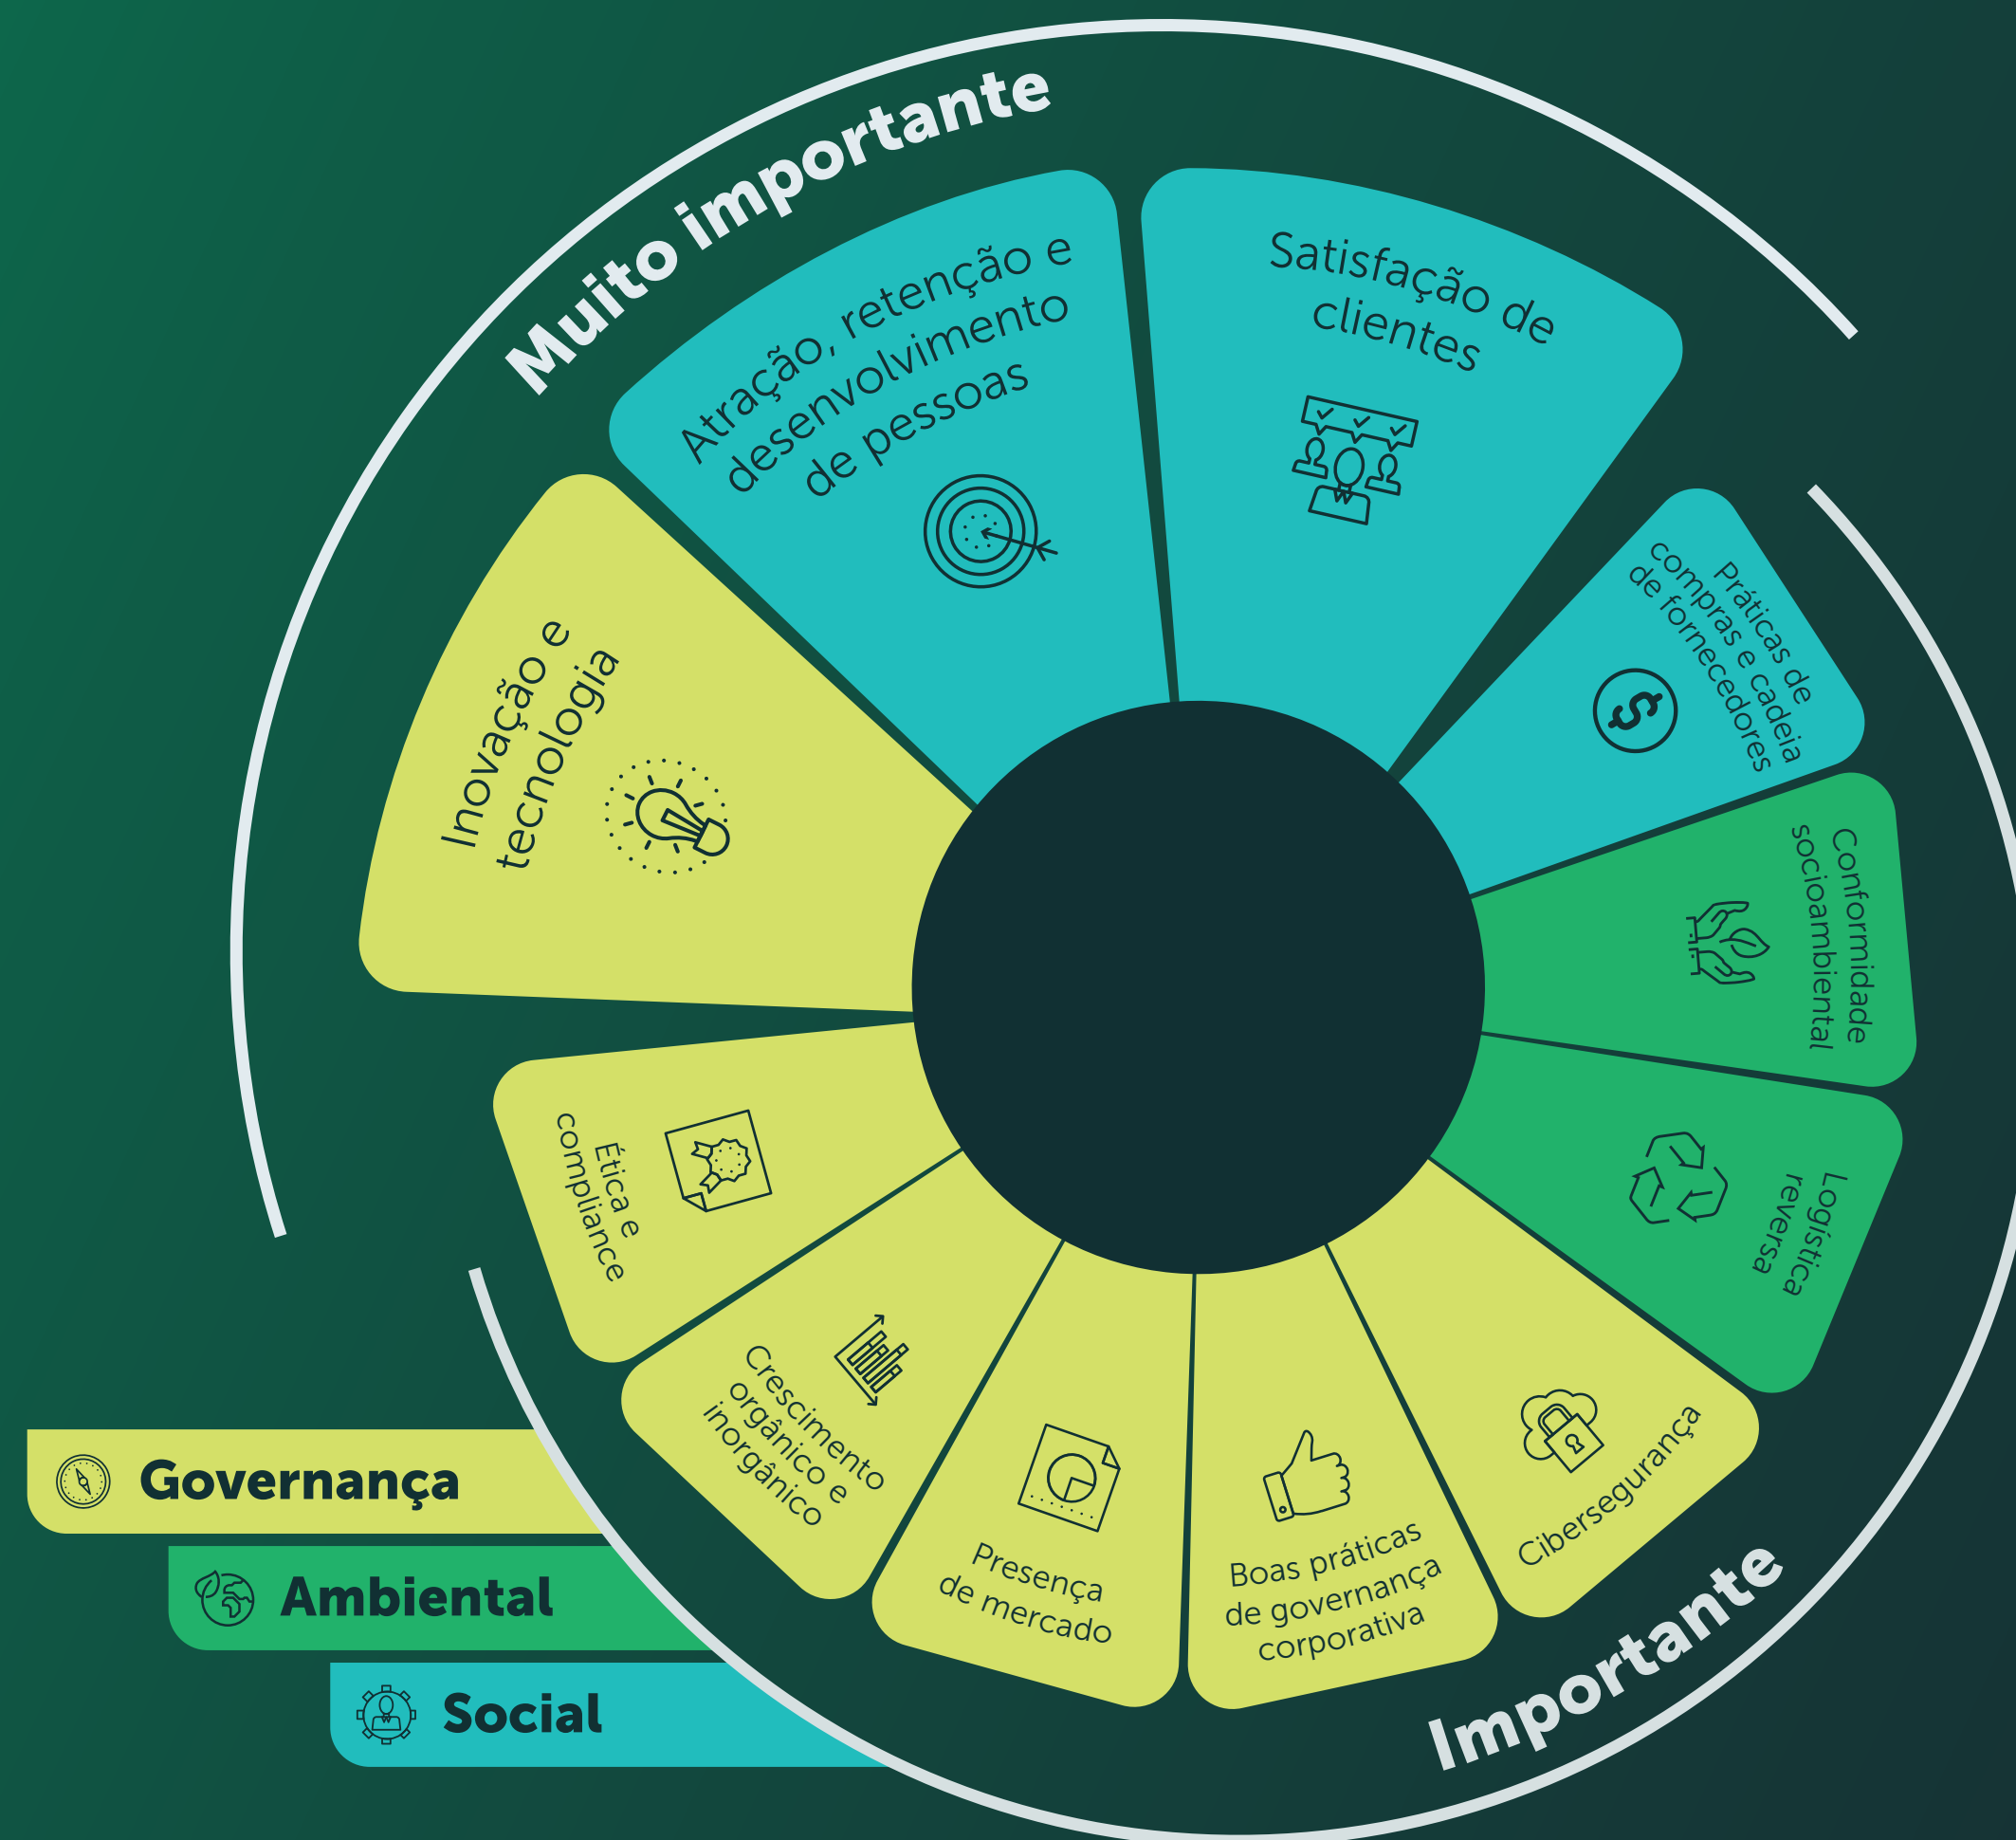 Muito importante
Inovação e
tecnologia
Atração, retenção e
desenvolvimento
de pessoas
Satisfação de
clientes
Práticas de
compras e cadeia
de fornecedores
Conformidade
socioambiental
Logística
reversa
Cibersegurança
Boas práticas
de governança
corporativa
Presença
de mercado
Crescimento
orgânico e
inorgânico
Ética e
compliance
Importante
Governança
Ambiental
Social